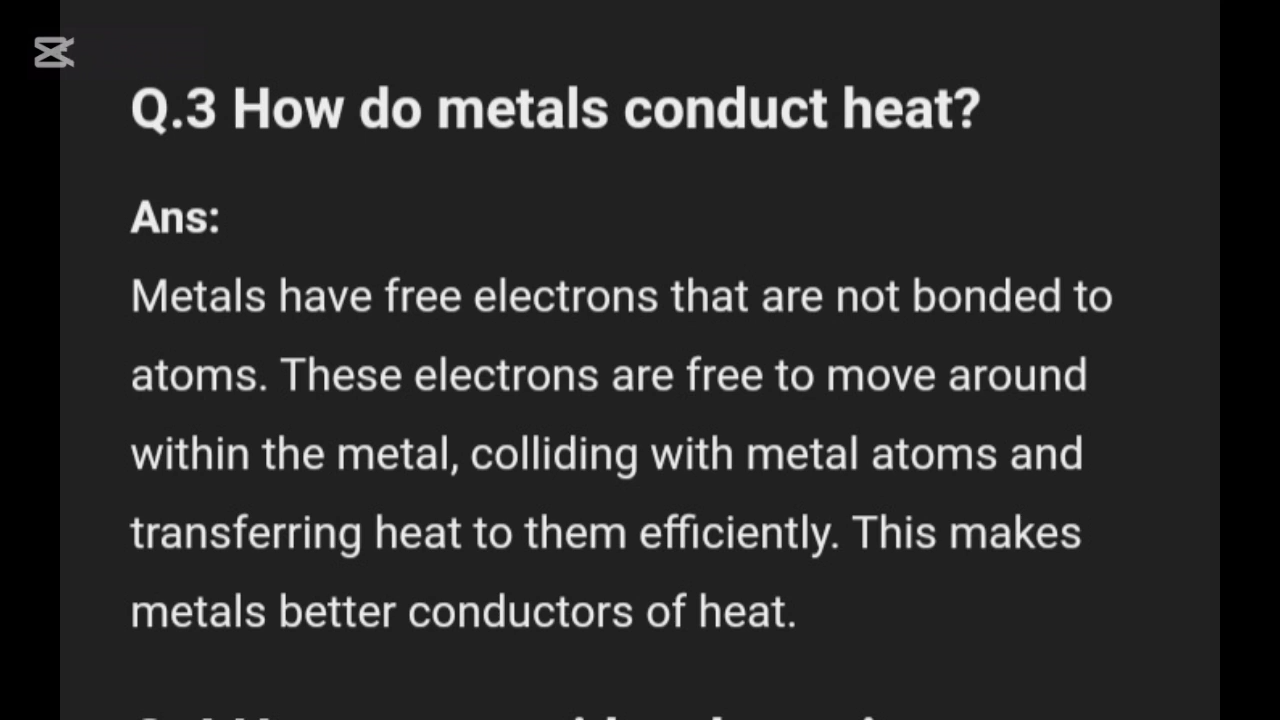 Q.3 How do metals conduct heat?
Ans:
Metals have free electrons that are not bonded to
atoms. These electrons are free to move around
within the metal, colliding with metal atoms and
transferring heat to them efficiently. This makes
metals better conductors of heat.